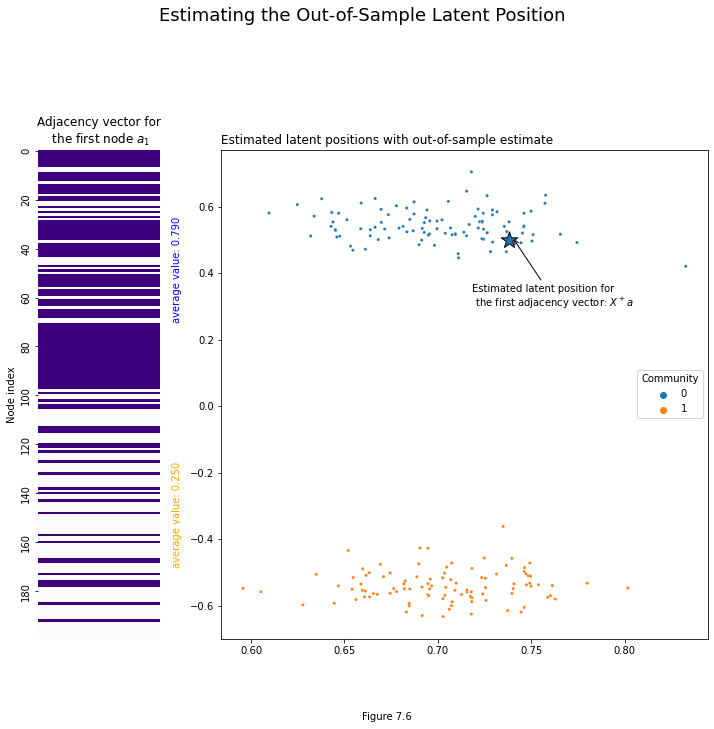 Estimating the Out-of-Sample Latent Position
Adjacency vector for
the first node a₁
Node index
0
20
40
60
80
100
120
140
160
180
average value: 0.790
average value: 0.250
Estimated latent positions with out-of-sample estimate
0.6
0.4
0.2
0.0
−0.2
−0.4
−0.6
Estimated latent position for
the first adjacency vector: X⁺a
Community
0
1
0.60 0.65 0.70 0.75 0.80
Figure 7.6